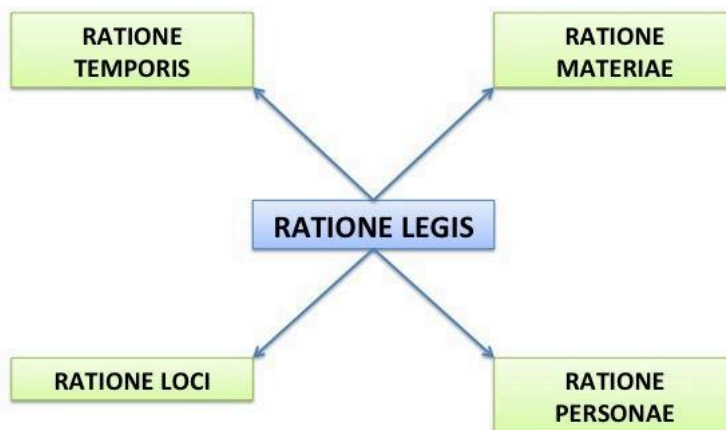 RATIONE
TEMPORIS
RATIONE
MATERIAE
RATIONE LEGIS
RATIONE LOCI
RATIONE
PERSONAE